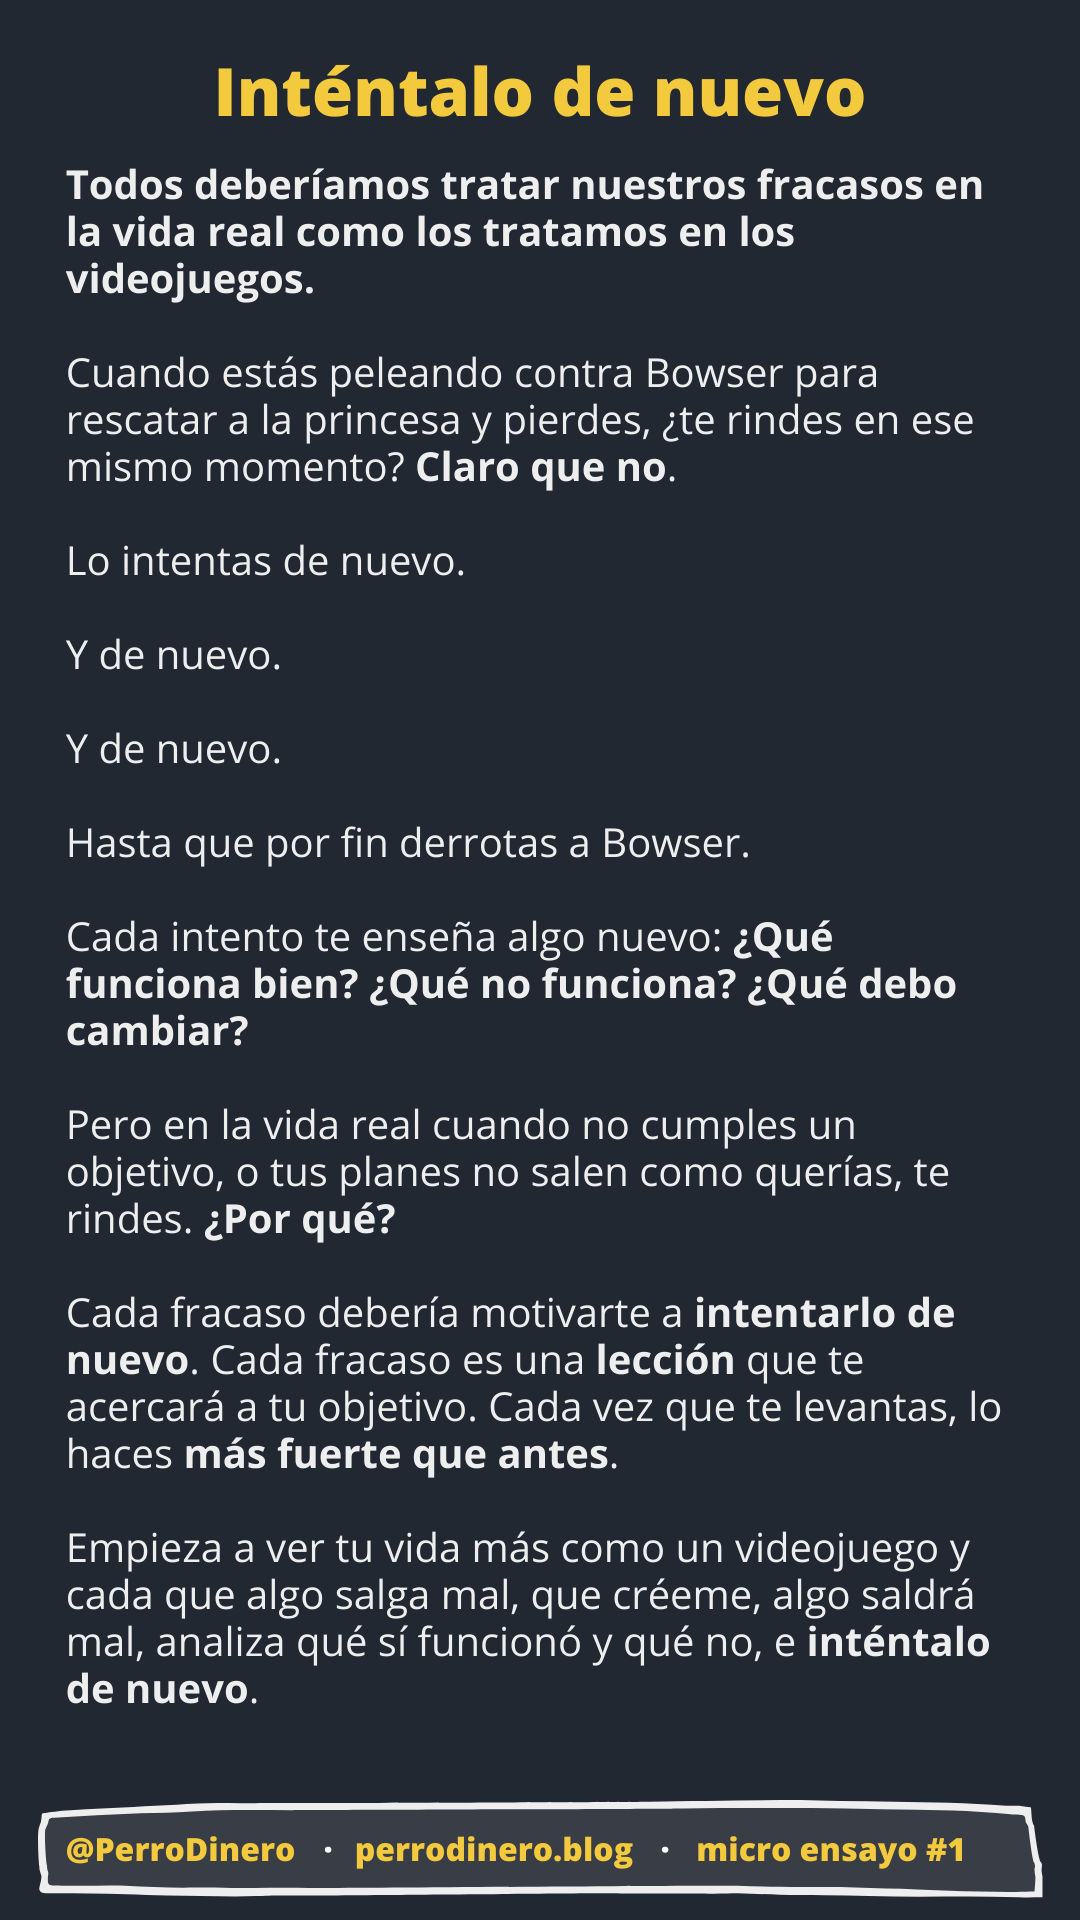 Inténtalo de nuevo
Todos deberíamos tratar nuestros fracasos en
la vida real como los tratamos en los
videojuegos.
Cuando estás peleando contra Bowser para
rescatar a la princesa y pierdes, ¿te rindes en ese
mismo momento? Claro que no.
Lo intentas de nuevo.
Y de nuevo.
Y de nuevo.
Hasta que por fin derrotas a Bowser.
Cada intento te enseña algo nuevo: ¿Qué
funciona bien? ¿Qué no funciona? ¿Qué debo
cambiar?
Pero en la vida real cuando no cumples un
objetivo, o tus planes no salen como querías, te
rindes. ¿Por qué?
Cada fracaso debería motivarte a intentarlo de
nuevo. Cada fracaso es una lección que te
acercará a tu objetivo. Cada vez que te levantas, lo
haces más fuerte que antes.
Empieza a ver tu vida más como un videojuego y
cada que algo salga mal, que créeme, algo saldrá
mal, analiza qué sí funcionó y qué no, e inténtalo
de nuevo.
@PerroDinero · perrodinero.blog · micro ensayo #1